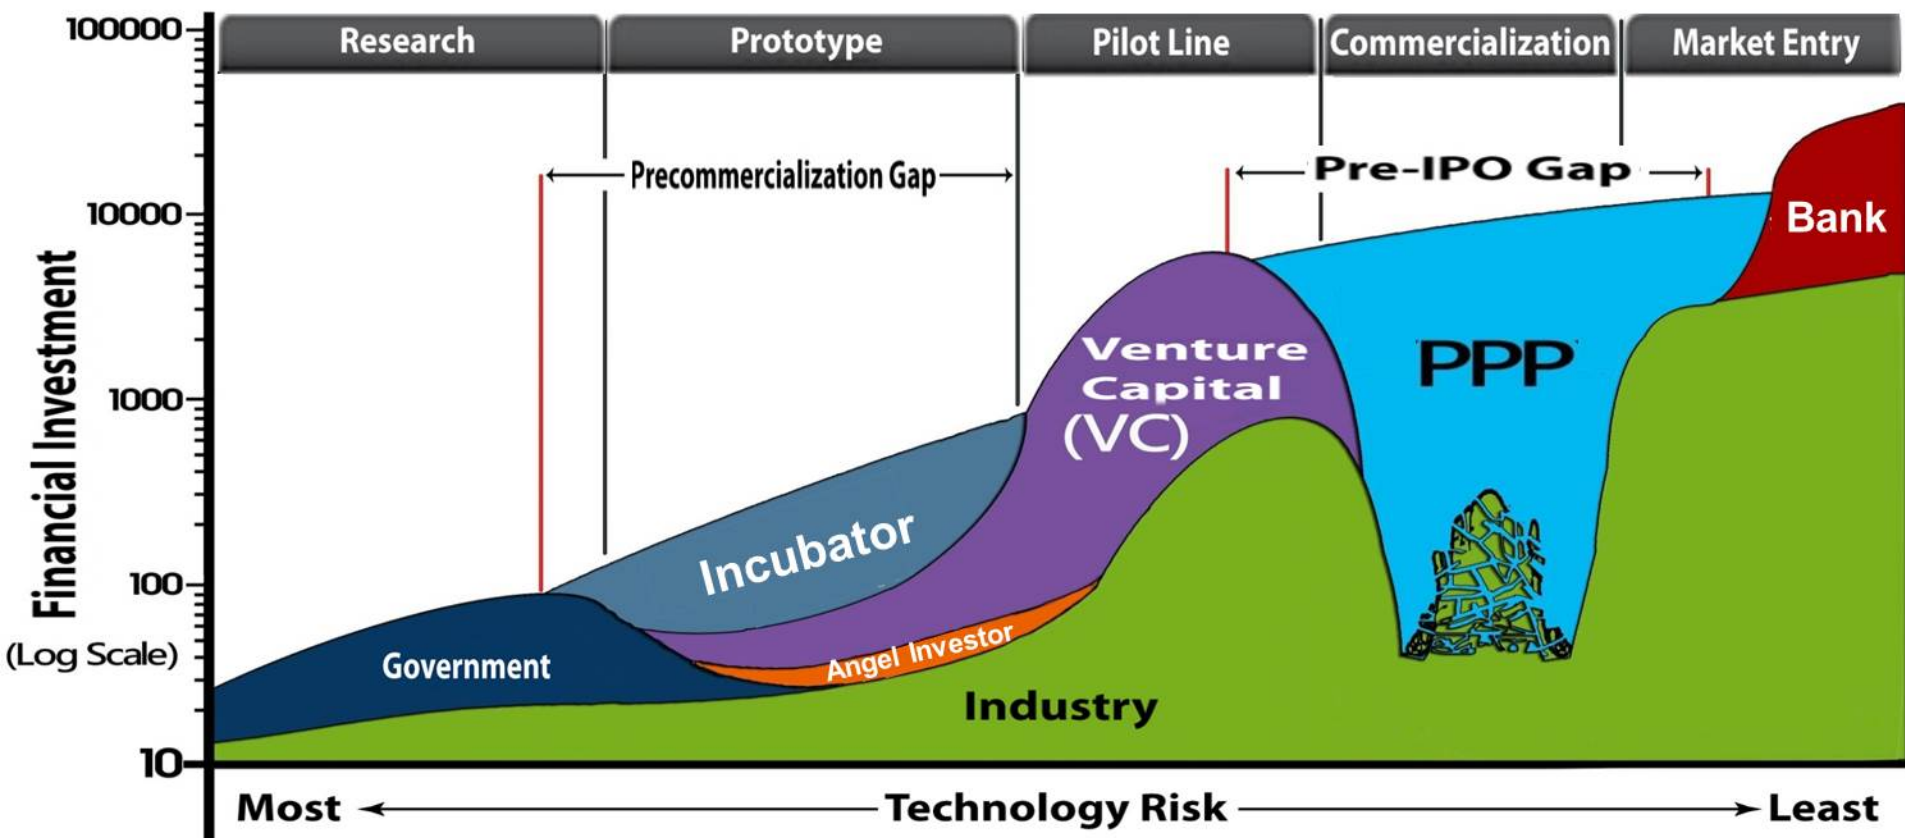 Research
Prototype
Pilot Line
Commercialization
Market Entry
100000
10000
1000
100
10
Financial Investment
(Log Scale)
Precommercialization Gap
Pre-IPO Gap
Bank
PPP
Venture
Capital
(VC)
Incubator
Government
Angel Investor
Industry
Most
Technology Risk
Least